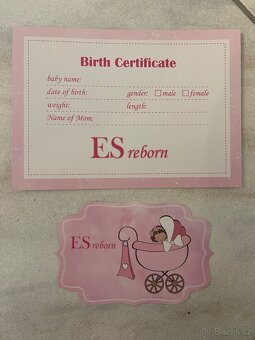 Birth Certificate
baby name:
date of birth: gender: male female
weight: length:
Name of Mom:
ES reborn
ES reborn
Bazoš.cz